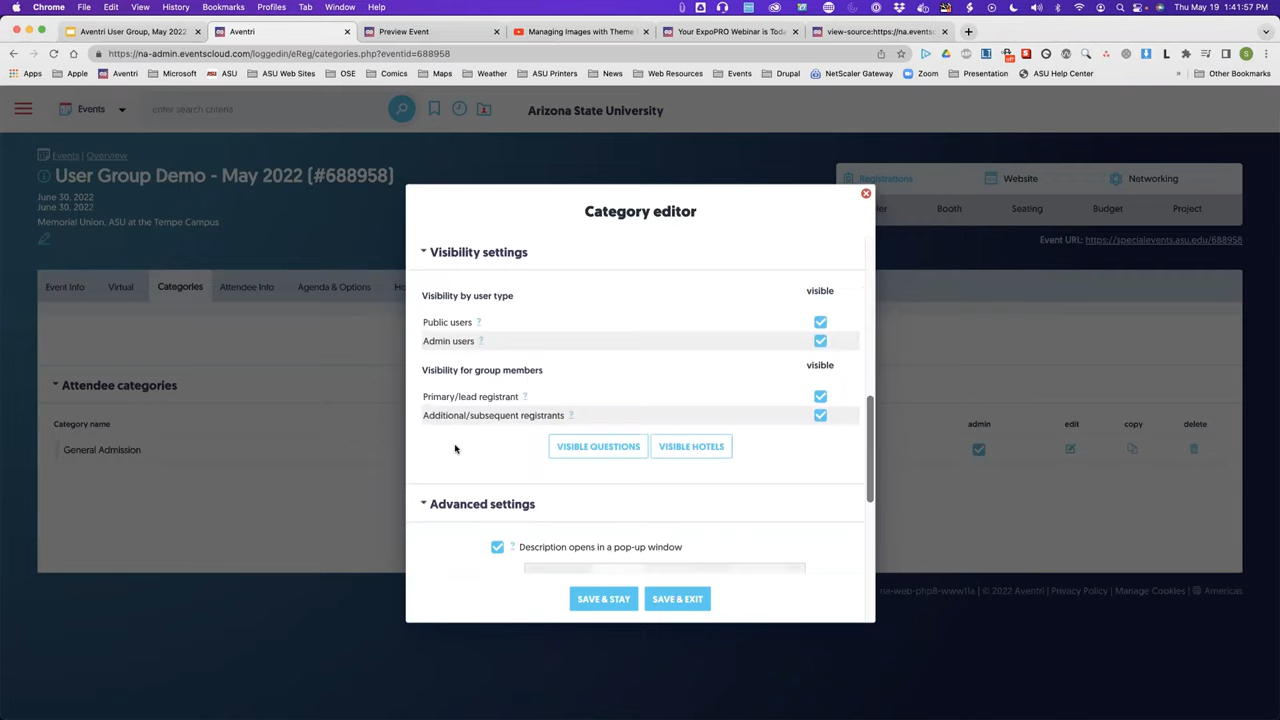 Chrome File Edit View History Bookmarks Profiles Tab Window Help Thu May 19 1:41:57 PM
Aventri User Group, May 2022 Aventri Preview Event Managing Images with Theme Your ExpoPRO Webinar is Toda view-source:https://na.events
https://na-admin.eventscloud.com/loggedin/eReg/categories.php?eventid=688958
Apps Apple Aventri Microsoft ASU ASU Web Sites OSE Comics Maps Weather ASU Printers News Web Resources Events Drupal NetScaler Gateway Zoom Presentation ASU Help Center » Other Bookmarks
Events enter search criteria Arizona State University
Events | Overview
User Group Demo - May 2022 (#688958)
June 30, 2022
June 30, 2022
Memorial Union, ASU at the Tempe Campus
Registrations Website Networking
Booth Seating Budget Project
Event URL: https://specialevents.asu.edu/688958
Event Info Virtual Categories Attendee Info Agenda & Options Ho
Attendee categories
Category name admin edit copy delete
General Admission
Category editor
Visibility settings
Visibility by user type visible
Public users ?
Admin users ?
Visibility for group members visible
Primary/lead registrant ?
Additional/subsequent registrants ?
VISIBLE QUESTIONS VISIBLE HOTELS
Advanced settings
? Description opens in a pop-up window
SAVE & STAY SAVE & EXIT
© 2022 Aventri | Privacy Policy | Manage Cookies | Americas